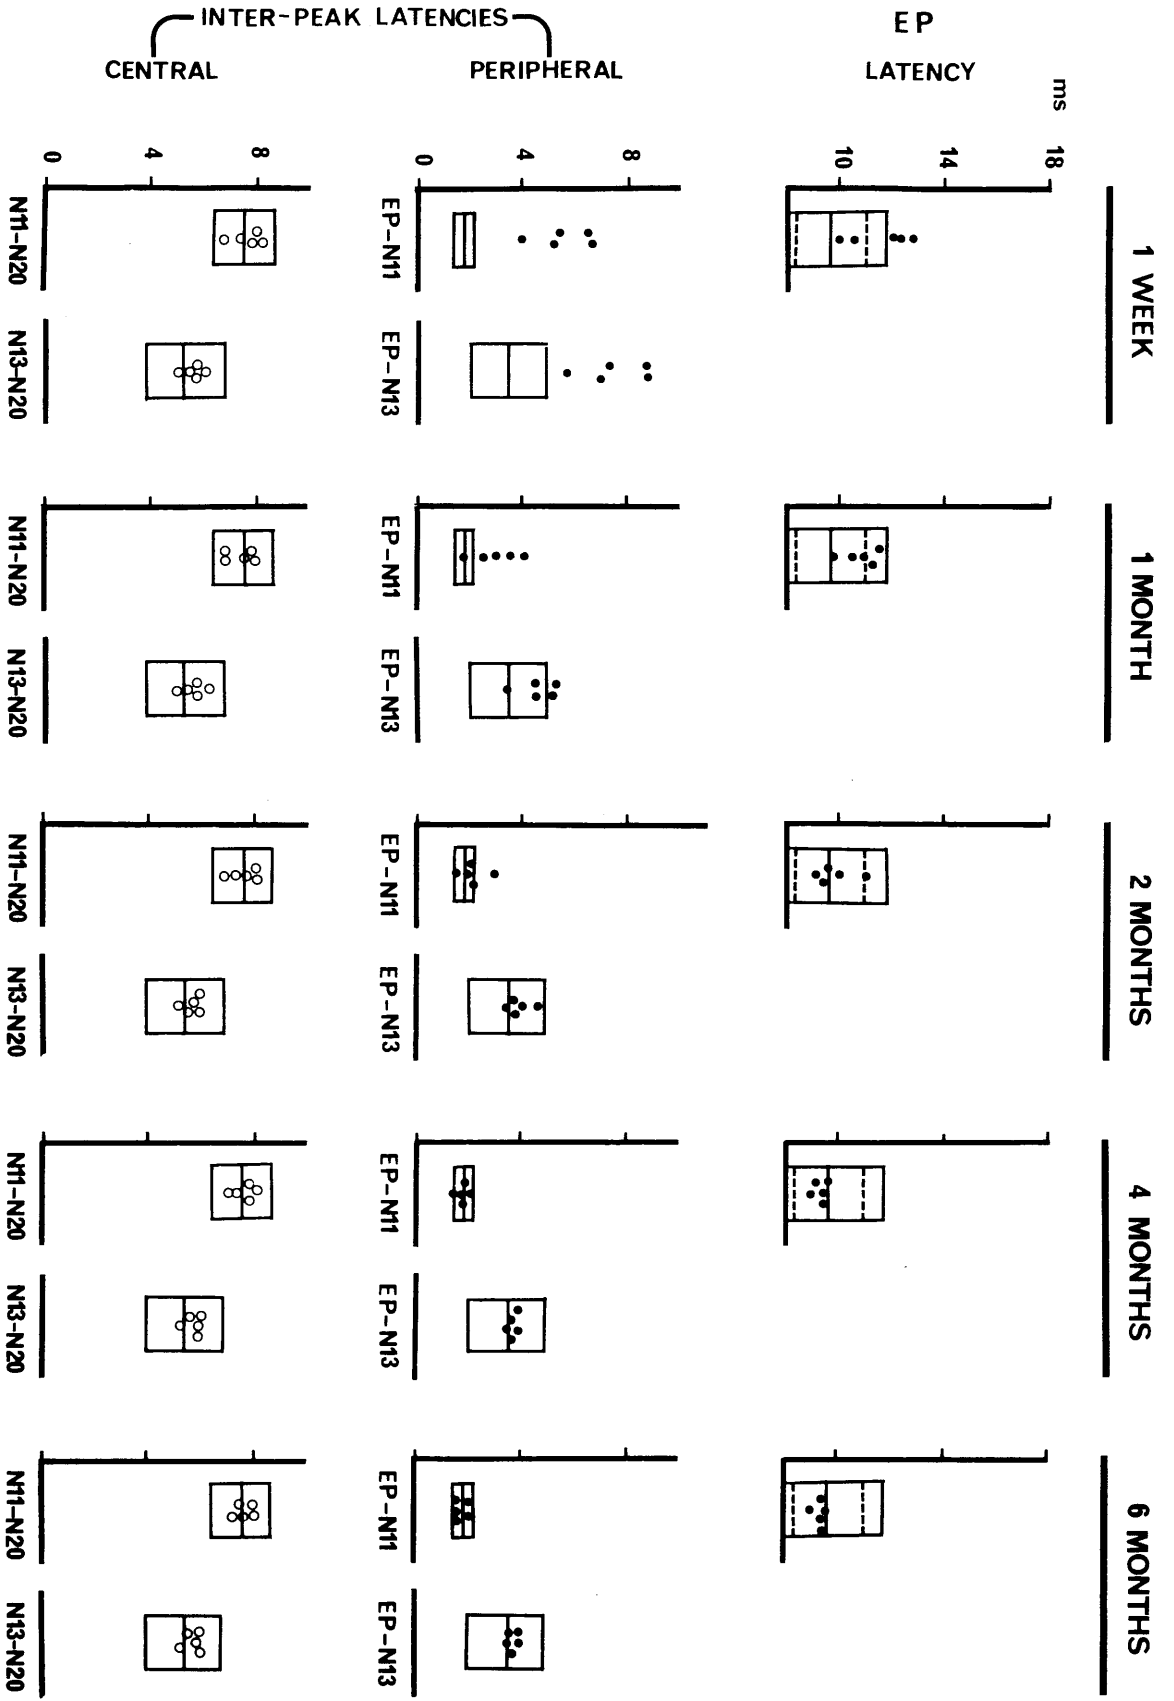 INTER-PEAK LATENCIES
EP
CENTRAL
PERIPHERAL
LATENCY
ms
0
4
8
0
4
8
10
14
18
1 WEEK
N11-N20
EP-N11
N13-N20
EP-N13
1 MONTH
N11-N20
EP-N11
N13-N20
EP-N13
2 MONTHS
N11-N20
EP-N11
N13-N20
EP-N13
4 MONTHS
N11-N20
EP-N11
N13-N20
EP-N13
6 MONTHS
N11-N20
EP-N11
N13-N20
EP-N13